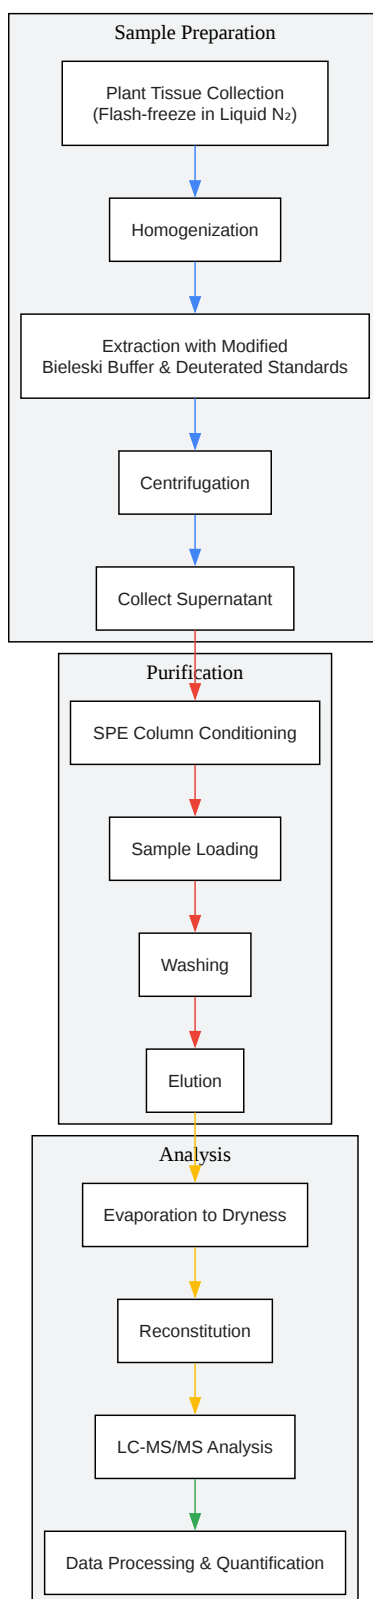 Sample Preparation
Plant Tissue Collection
(Flash-freeze in Liquid N₂)
Homogenization
Extraction with Modified
Bieleski Buffer & Deuterated Standards
Centrifugation
Collect Supernatant
Purification
SPE Column Conditioning
Sample Loading
Washing
Elution
Analysis
Evaporation to Dryness
Reconstitution
LC-MS/MS Analysis
Data Processing & Quantification